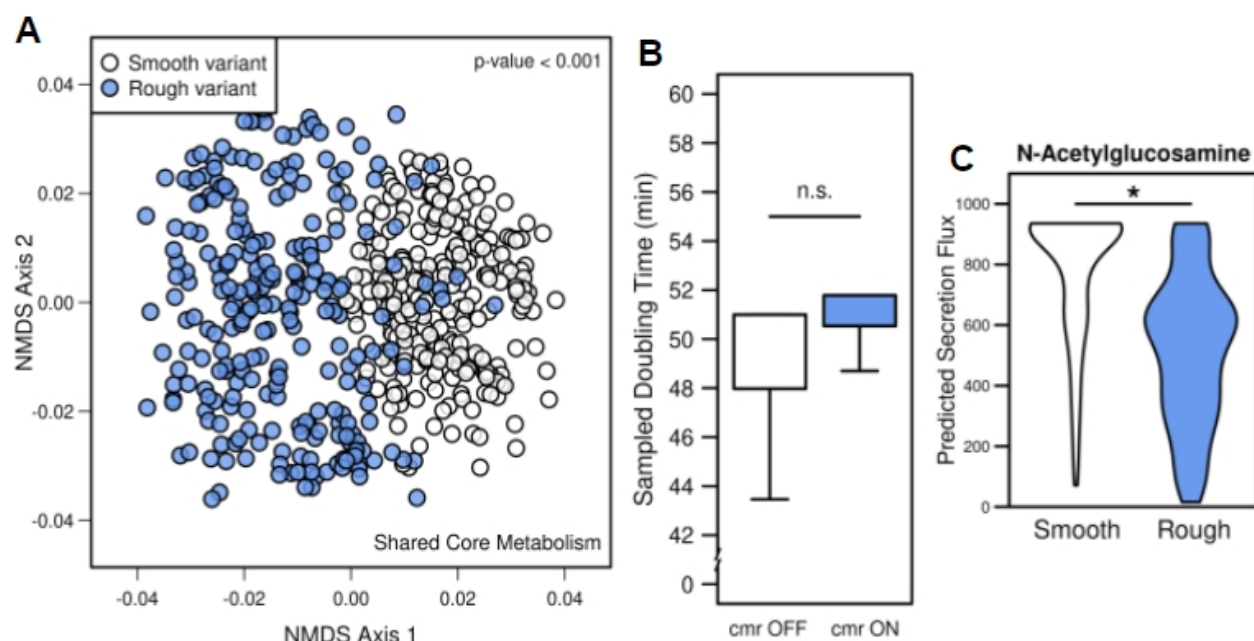 A
Smooth variant
Rough variant
p-value < 0.001
0.04
0.02
0.00
-0.02
-0.04
NMDS Axis 2
Shared Core Metabolism
-0.04
-0.02
0.00
0.02
0.04
NMDS Axis 1
B
60
58
56
54
52
50
48
46
44
42
0
Sampled Doubling Time (min)
n.s.
cmr OFF
cmr ON
C
N-Acetylglucosamine
*
1000
800
600
400
200
0
Predicted Secretion Flux
Smooth
Rough